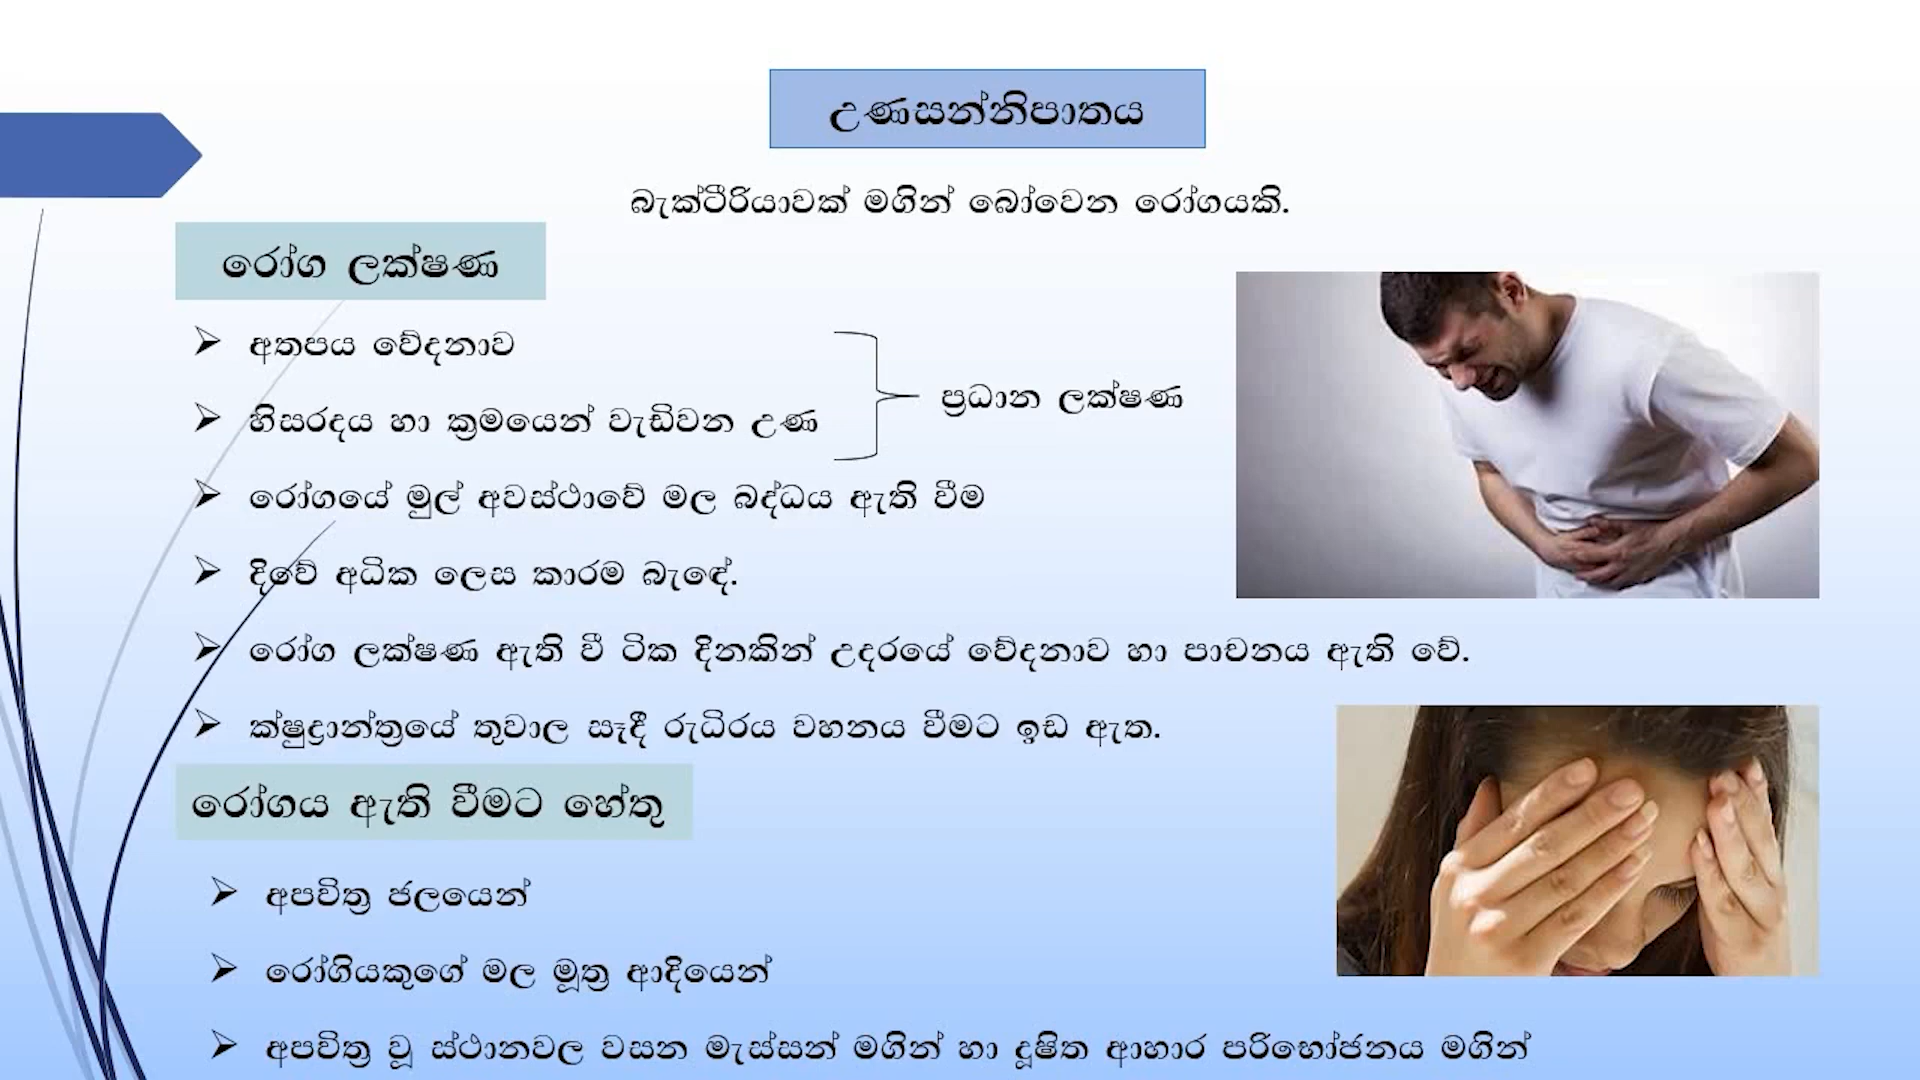 උණසන්නිපාතය
බැක්ටීරියාවක් මගින් බෝවෙන රෝගයකි.
රෝග ලක්ෂණ
අතපය වේදනාව
හිසරදය හා ක්‍රමයෙන් වැඩිවන උණ
ප්‍රධාන ලක්ෂණ
රෝගයේ මුල් අවස්ථාවේ මල බද්ධය ඇති වීම
දිවේ අධික ලෙස කාරම බැඳේ.
රෝග ලක්ෂණ ඇති වී ටික දිනකින් උදරයේ වේදනාව හා පාචනය ඇති වේ.
ක්ෂුද්‍රාන්ත්‍රයේ තුවාල සෑදී රුධිරය වහනය වීමට ඉඩ ඇත.
රෝගය ඇති වීමට හේතු
අපවිත්‍ර ජලයෙන්
රෝගියකුගේ මල මූත්‍ර ආදියෙන්
අපවිත්‍ර වූ ස්ථානවල වසන මැස්සන් මගින් හා දූෂිත ආහාර පරිභෝජනය මගින්